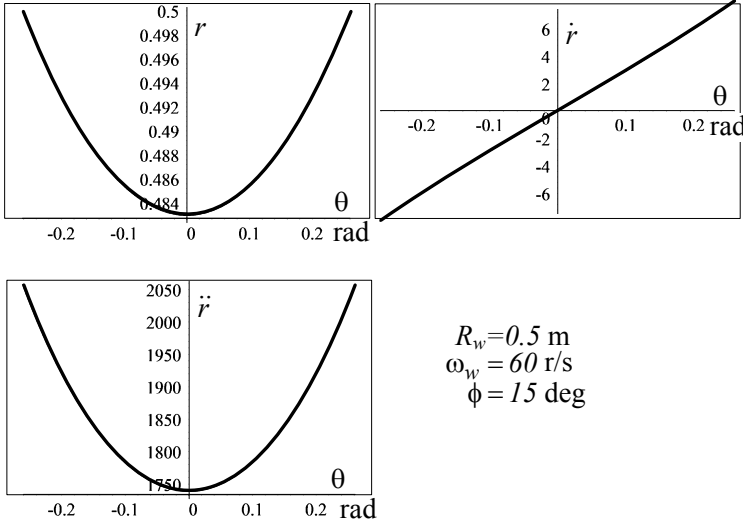 0.5
r
0.498
0.496
0.494
0.492
0.49
0.488
0.486
0.484
θ
-0.2 -0.1 0 0.1 0.2 rad
6
ṙ
4
2
θ
0
-0.2 -0.1 0.1 0.2 rad
-2
-4
-6
2050
r̈
2000
1950
1900
1850
1800
1750
θ
-0.2 -0.1 0 0.1 0.2 rad
R_w=0.5 m
ω_w = 60 r/s
ϕ = 15 deg